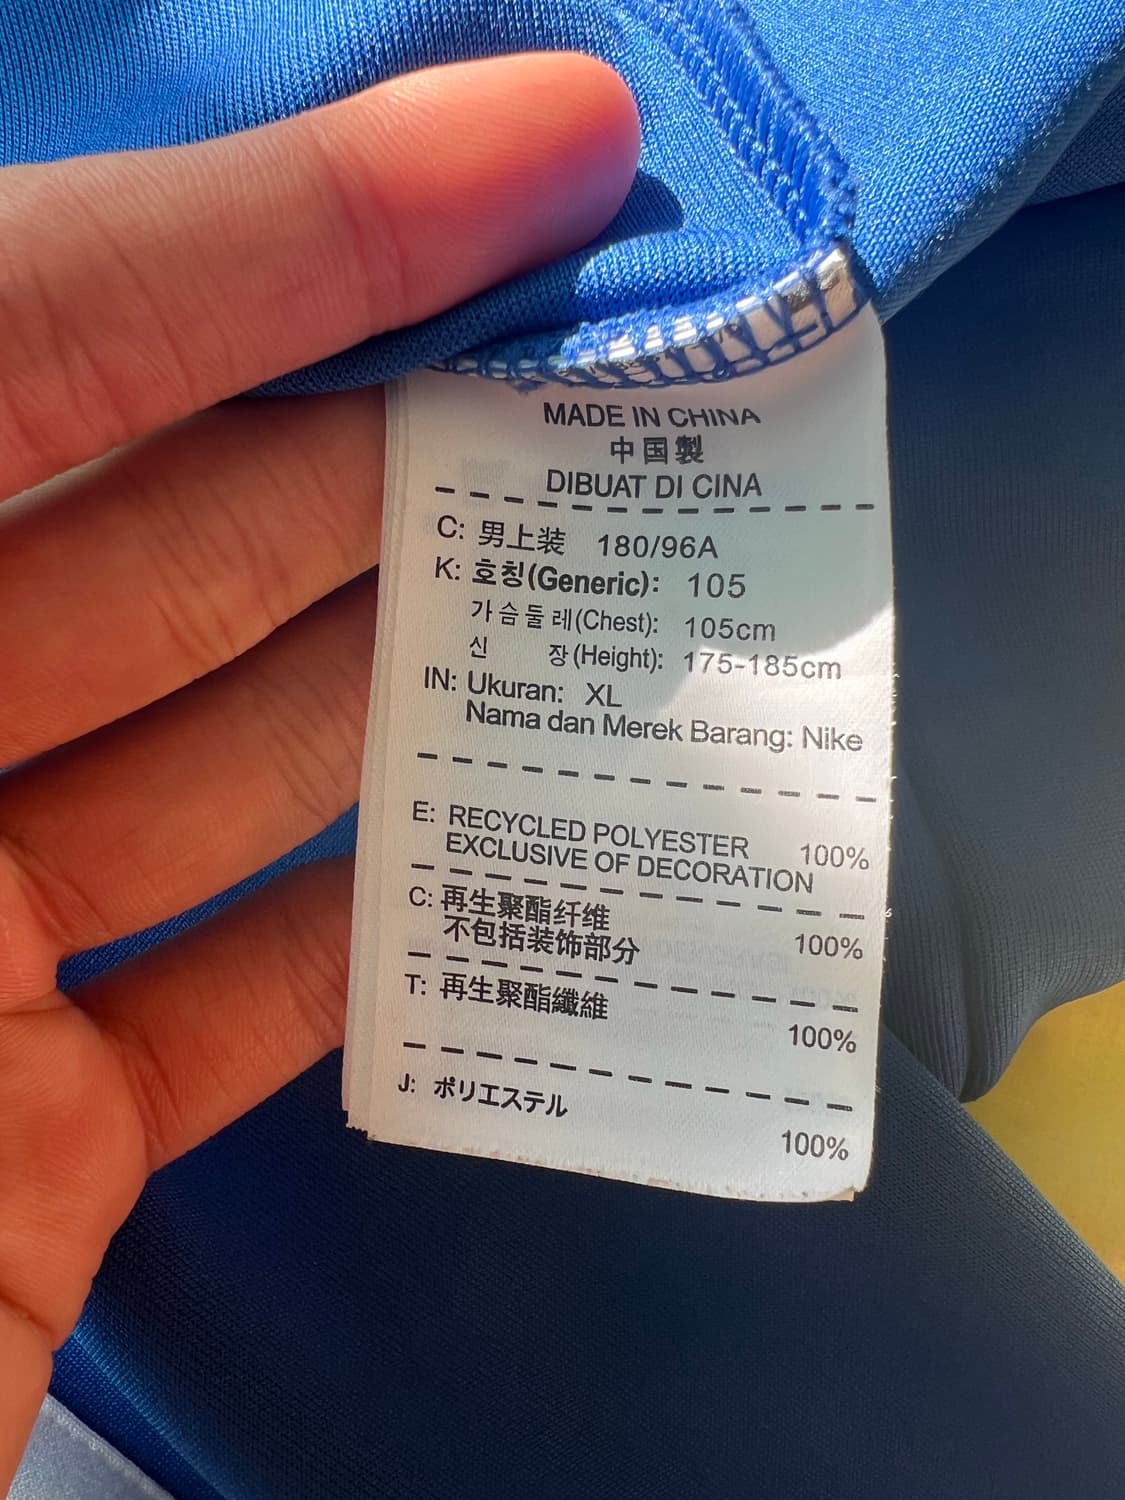 MADE IN CHINA
中国製
DIBUAT DI CINA
C: 男上装 180/96A
K: 호칭(Generic): 105
가슴둘레(Chest): 105cm
신 장(Height): 175-185cm
IN: Ukuran: XL
Nama dan Merek Barang: Nike
E: RECYCLED POLYESTER 100%
EXCLUSIVE OF DECORATION
C: 再生聚酯纤维
不包括装饰部分 100%
T: 再生聚酯纖維 100%
J: ポリエステル
100%